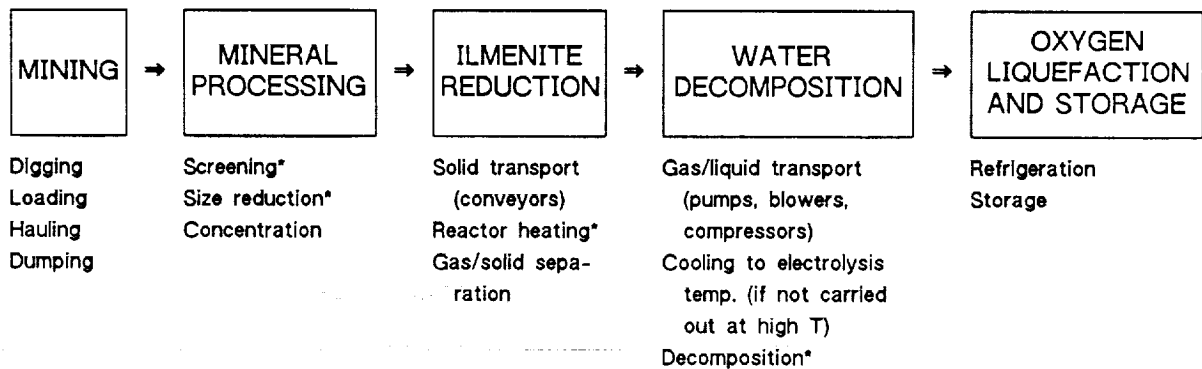 MINING
→
MINERAL
PROCESSING
→
ILMENITE
REDUCTION
→
WATER
DECOMPOSITION
→
OXYGEN
LIQUEFACTION
AND STORAGE
Digging
Loading
Hauling
Dumping
Screening*
Size reduction*
Concentration
Solid transport
(conveyors)
Reactor heating*
Gas/solid sepa-
ration
Gas/liquid transport
(pumps, blowers,
compressors)
Cooling to electrolysis
temp. (if not carried
out at high T)
Decomposition*
Refrigeration
Storage